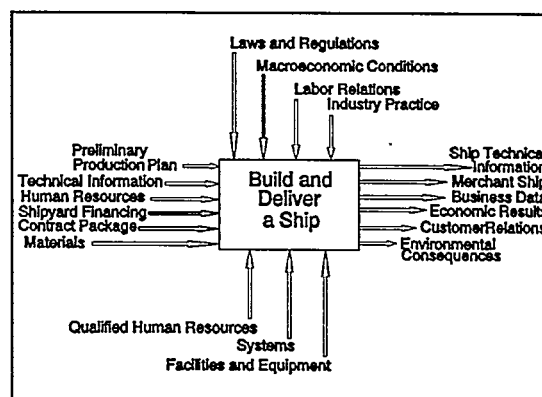 Laws and Regulations
Macroeconomic Conditions
Labor Relations
Industry Practice
Preliminary
Production Plan
Technical Information
Human Resources
Shipyard Financing
Contract Package
Materials
Build and
Deliver
a Ship
Ship Technical
Information
Merchant Ship
Business Data
Economic Results
CustomerRelations
Environmental
Consequences
Qualified Human Resources
Systems
Facilities and Equipment